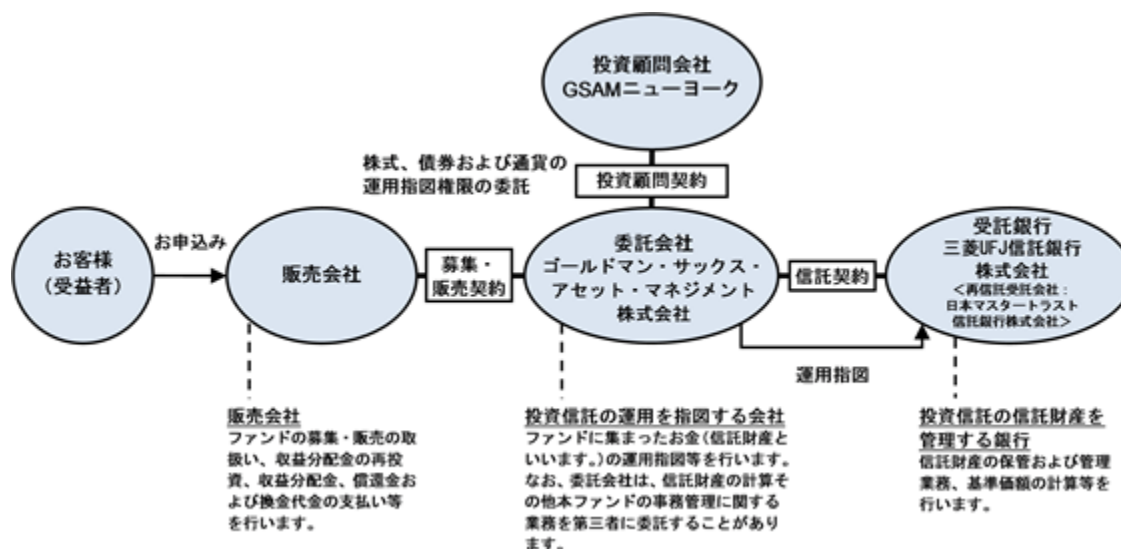 投資顧問会社
GSAMニューヨーク
株式、債券および通貨の
運用指図権限の委託
投資顧問契約
お客様
(受益者)
お申込み
販売会社
募集・
販売契約
委託会社
ゴールドマン・サックス・
アセット・マネジメント
株式会社
信託契約
受託銀行
三菱UFJ信託銀行
株式会社
<再信託受託会社:
日本マスタートラスト
信託銀行株式会社>
運用指図
販売会社
ファンドの募集・販売の取
扱い、収益分配金の再投
資、収益分配金、償還金お
よび換金代金の支払い等
を行います。
投資信託の運用を指図する会社
ファンドに集まったお金(信託財産と
いいます。)の運用指図等を行います。
なお、委託会社は、信託財産の計算そ
の他本ファンドの事務管理に関する
業務を第三者に委託することがあり
ます。
投資信託の信託財産を
管理する銀行
信託財産の保管および管理
業務、基準価額の計算等を
行います。